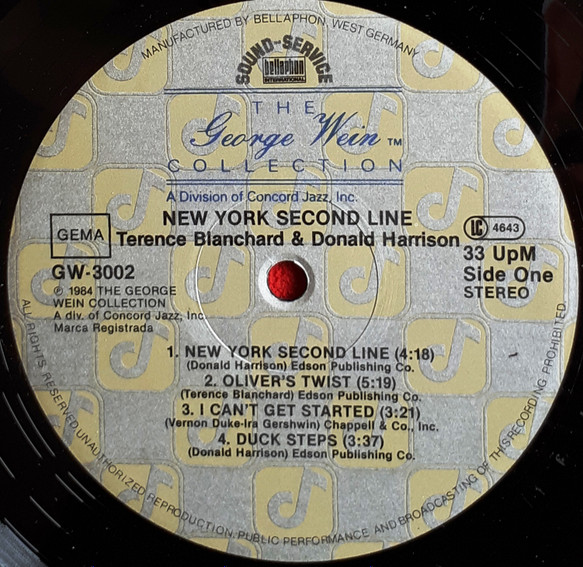 MANUFACTURED BY BELLAPHON, WEST GERMANY
SOUND-SERVICE
bellaphon
INTERNATIONAL
THE
George Wein TM
COLLECTION
A Division of Concord Jazz, Inc.
NEW YORK SECOND LINE
Terence Blanchard & Donald Harrison
GEMA
LC 4643
GW-3002
℗ 1984 THE GEORGE
WEIN COLLECTION
A div. of Concord Jazz, Inc.
Marca Registrada
33 UpM
Side One
STEREO
1. NEW YORK SECOND LINE (4:18)
(Donald Harrison) Edson Publishing Co.
2. OLIVER'S TWIST (5:19)
(Terence Blanchard) Edson Publishing Co.
3. I CAN'T GET STARTED (3:21)
(Vernon Duke-Ira Gershwin) Chappell & Co., Inc.
4. DUCK STEPS (3:37)
(Donald Harrison) Edson Publishing Co.
ALL RIGHTS RESERVED. UNAUTHORIZED REPRODUCTION, PUBLIC PERFORMANCE AND BROADCASTING OF THIS RECORDING PROHIBITED.